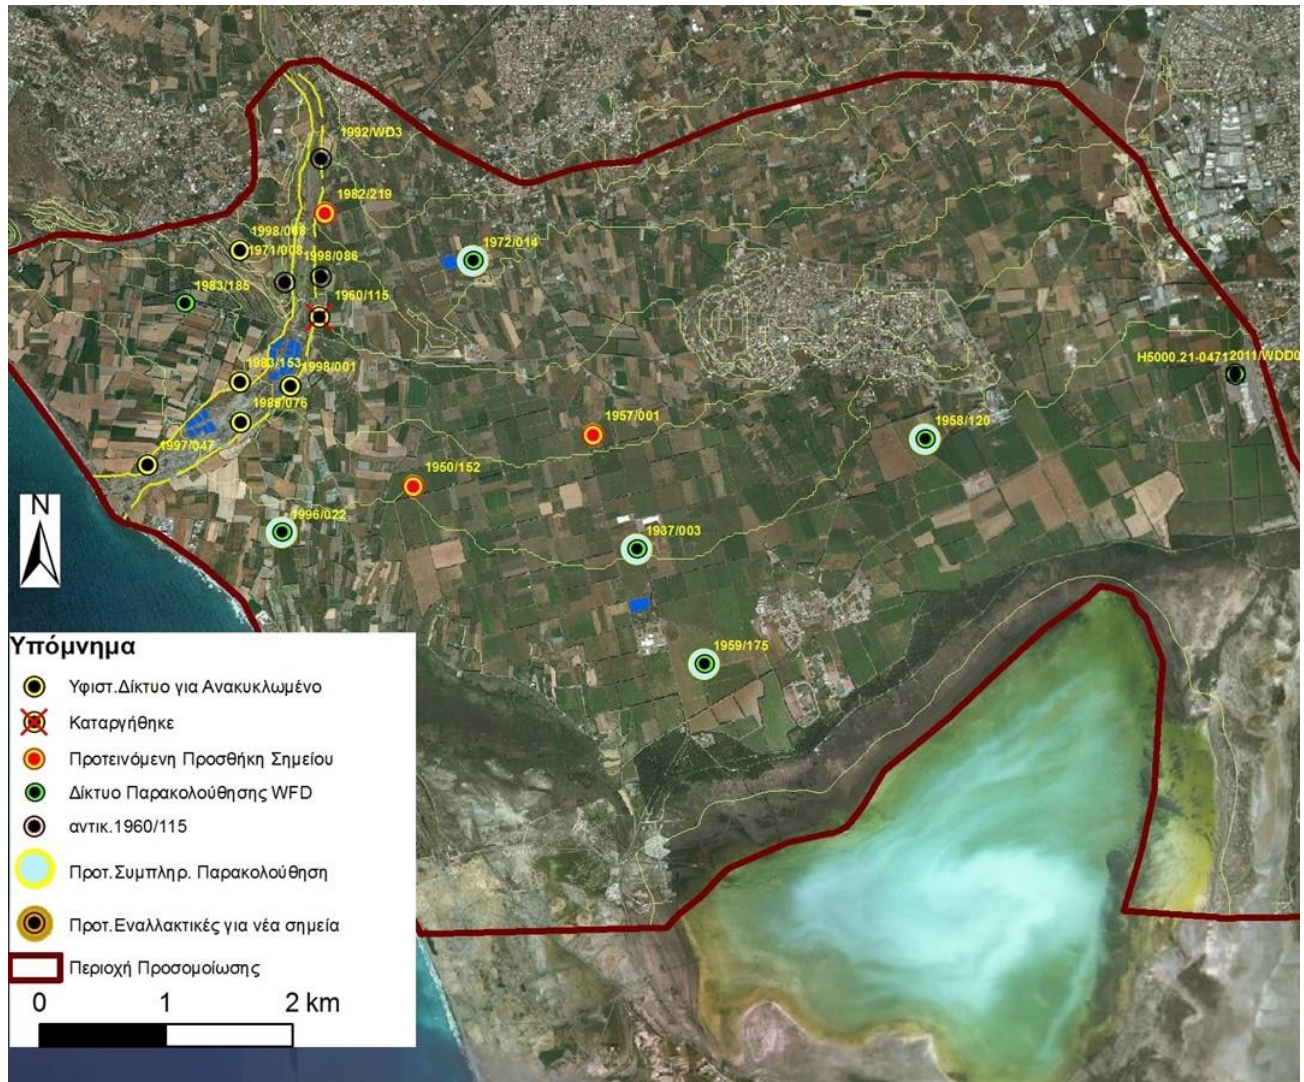 1992/WD3
1982/219
1998/068
1971/008
1998/086
1972/014
1983/185
1960/115
1983/153
1998/001
H5000.21-0471
2011/WDD0
1988/076
1957/001
1958/120
1997/047
1950/152
1996/022
1937/003
N
1959/175
Υπόμνημα
Υφιστ.Δίκτυο για Ανακυκλωμένο
Καταργήθηκε
Προτεινόμενη Προσθήκη Σημείου
Δίκτυο Παρακολούθησης WFD
αντικ.1960/115
Προτ.Συμπληρ. Παρακολούθηση
Προτ.Εναλλακτικές για νέα σημεία
Περιοχή Προσομοίωσης
0 1 2 km